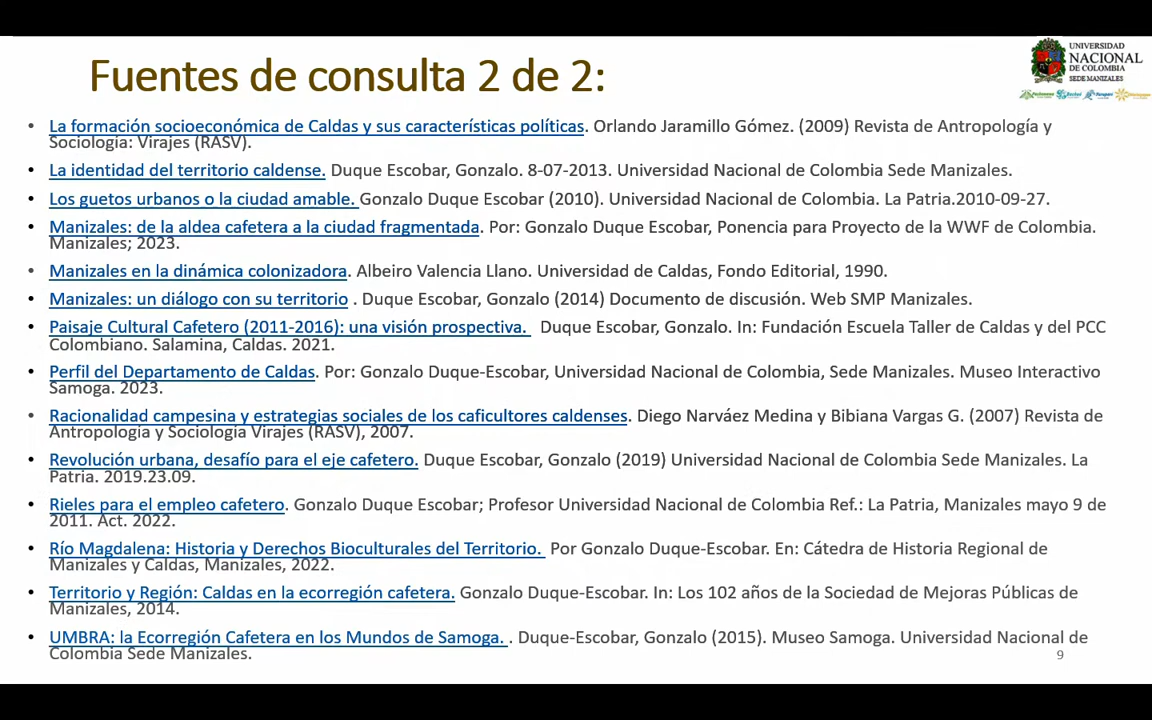 Fuentes de consulta 2 de 2:
UNIVERSIDAD
NACIONAL
DE COLOMBIA
SEDE MANIZALES
• La formación socioeconómica de Caldas y sus características políticas. Orlando Jaramillo Gómez. (2009) Revista de Antropología y
Sociología: Virajes (RASV).
• La identidad del territorio caldense. Duque Escobar, Gonzalo. 8-07-2013. Universidad Nacional de Colombia Sede Manizales.
• Los guetos urbanos o la ciudad amable. Gonzalo Duque Escobar (2010). Universidad Nacional de Colombia. La Patria.2010-09-27.
• Manizales: de la aldea cafetera a la ciudad fragmentada. Por: Gonzalo Duque Escobar, Ponencia para Proyecto de la WWF de Colombia.
Manizales; 2023.
• Manizales en la dinámica colonizadora. Albeiro Valencia Llano. Universidad de Caldas, Fondo Editorial, 1990.
• Manizales: un diálogo con su territorio . Duque Escobar, Gonzalo (2014) Documento de discusión. Web SMP Manizales.
• Paisaje Cultural Cafetero (2011-2016): una visión prospectiva. Duque Escobar, Gonzalo. In: Fundación Escuela Taller de Caldas y del PCC
Colombiano. Salamina, Caldas. 2021.
• Perfil del Departamento de Caldas. Por: Gonzalo Duque-Escobar, Universidad Nacional de Colombia, Sede Manizales. Museo Interactivo
Samoga. 2023.
• Racionalidad campesina y estrategias sociales de los caficultores caldenses. Diego Narváez Medina y Bibiana Vargas G. (2007) Revista de
Antropología y Sociología Virajes (RASV), 2007.
• Revolución urbana, desafío para el eje cafetero. Duque Escobar, Gonzalo (2019) Universidad Nacional de Colombia Sede Manizales. La
Patria. 2019.23.09.
• Rieles para el empleo cafetero. Gonzalo Duque Escobar; Profesor Universidad Nacional de Colombia Ref.: La Patria, Manizales mayo 9 de
2011. Act. 2022.
• Río Magdalena: Historia y Derechos Bioculturales del Territorio. Por Gonzalo Duque-Escobar. En: Cátedra de Historia Regional de
Manizales y Caldas, Manizales, 2022.
• Territorio y Región: Caldas en la ecorregión cafetera. Gonzalo Duque-Escobar. In: Los 102 años de la Sociedad de Mejoras Públicas de
Manizales, 2014.
• UMBRA: la Ecorregión Cafetera en los Mundos de Samoga. . Duque-Escobar, Gonzalo (2015). Museo Samoga. Universidad Nacional de
Colombia Sede Manizales.
9